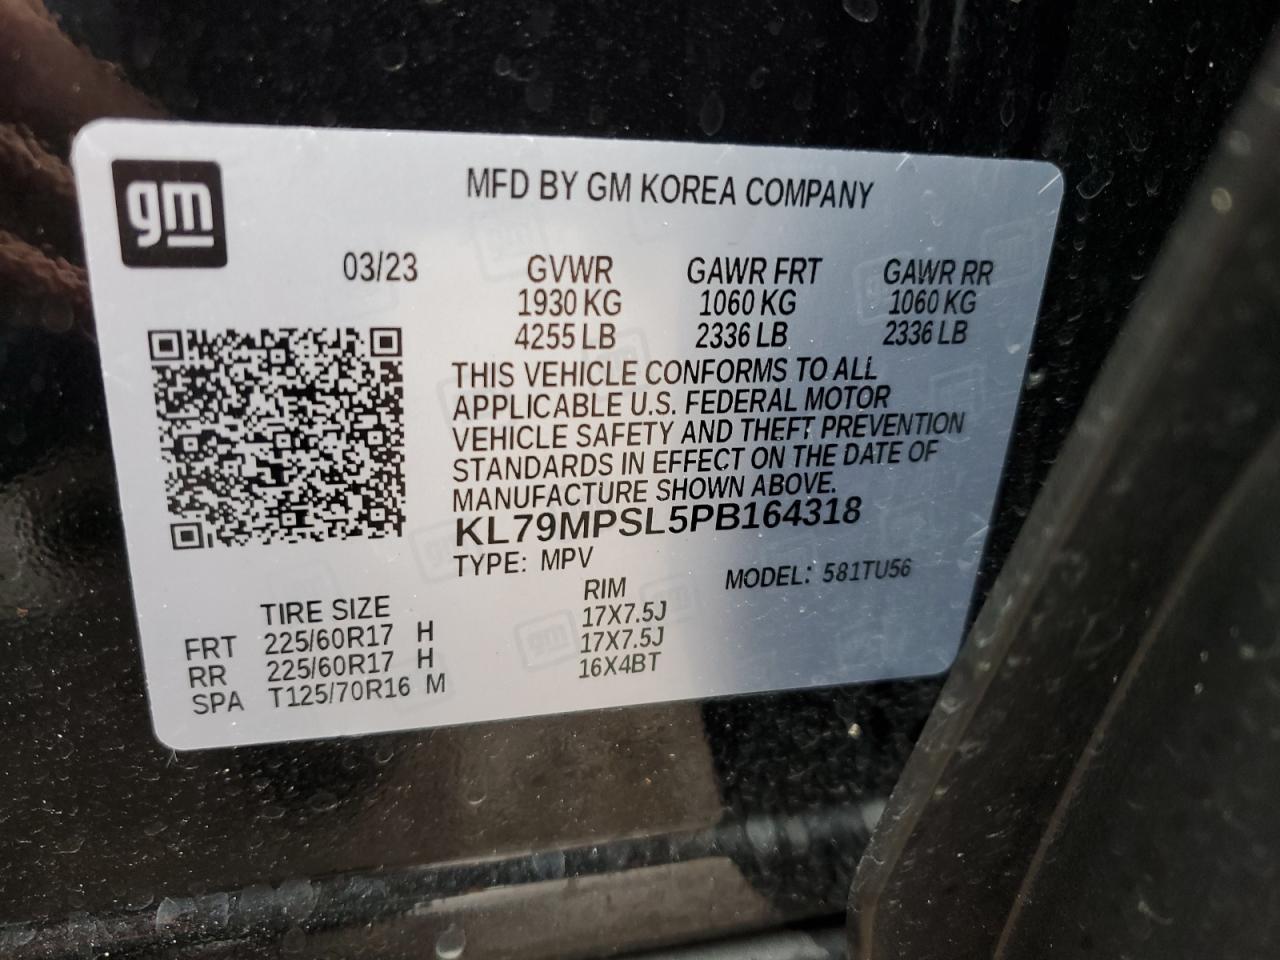 gm
MFD BY GM KOREA COMPANY
03/23 GVWR GAWR FRT GAWR RR
1930 KG 1060 KG 1060 KG
4255 LB 2336 LB 2336 LB
THIS VEHICLE CONFORMS TO ALL
APPLICABLE U.S. FEDERAL MOTOR
VEHICLE SAFETY AND THEFT PREVENTION
STANDARDS IN EFFECT ON THE DATE OF
MANUFACTURE SHOWN ABOVE.
KL79MPSL5PB164318
TYPE: MPV MODEL: 581TU56
TIRE SIZE RIM
FRT 225/60R17 H 17X7.5J
RR 225/60R17 H 17X7.5J
SPA T125/70R16 M 16X4BT